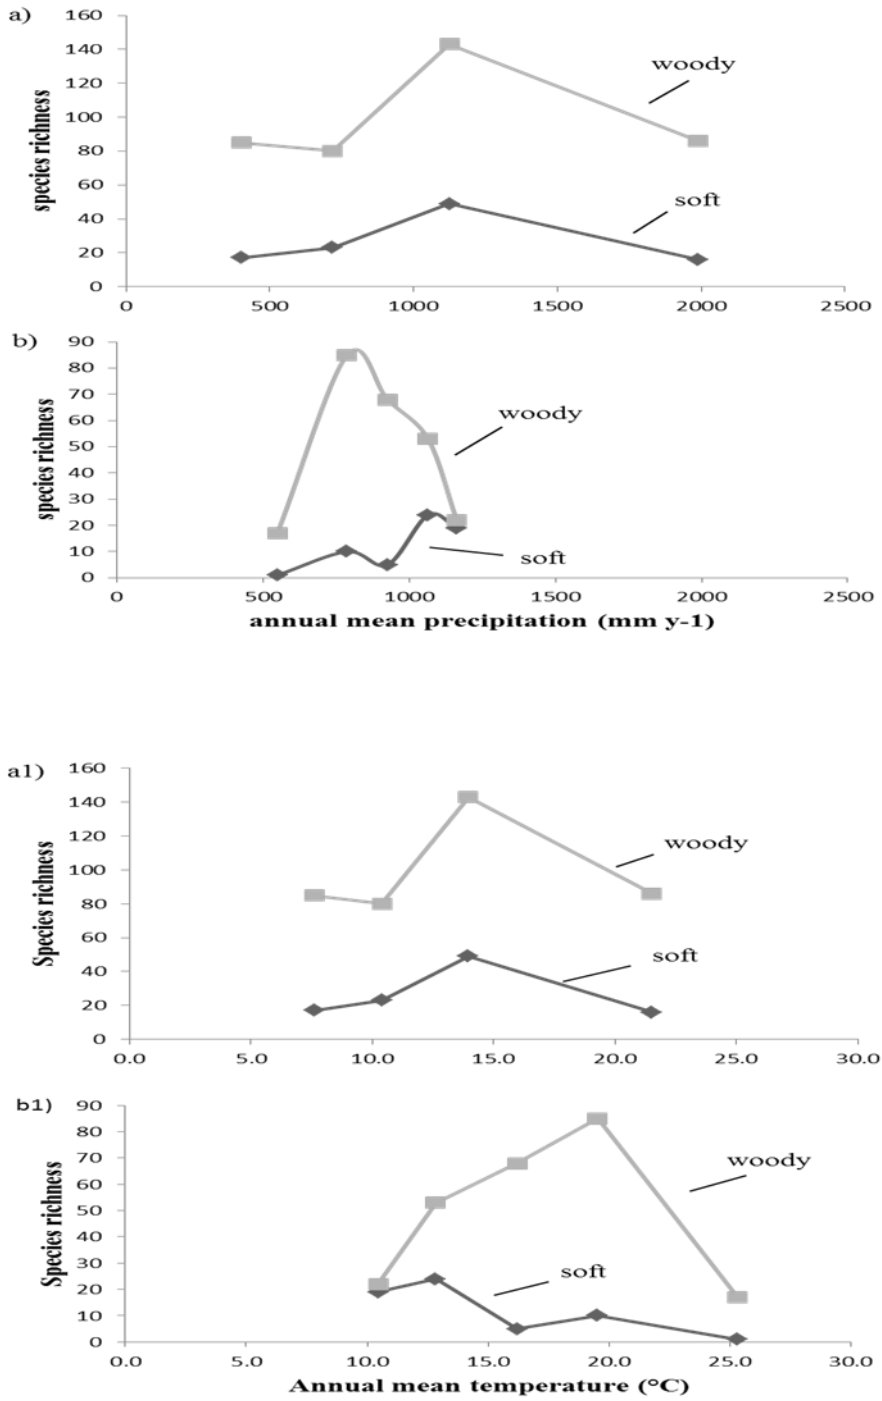 a)
160
140
120
100
80
60
40
20
0
species richness
woody
soft
0 500 1000 1500 2000 2500
b)
90
80
70
60
50
40
30
20
10
0
species richness
woody
soft
0 500 1000 1500 2000 2500
annual mean precipitation (mm y-1)
a1)
160
140
120
100
80
60
40
20
0
Species richness
woody
soft
0.0 5.0 10.0 15.0 20.0 25.0 30.0
b1)
90
80
70
60
50
40
30
20
10
0
Species richness
woody
soft
0.0 5.0 10.0 15.0 20.0 25.0 30.0
Annual mean temperature (°C)